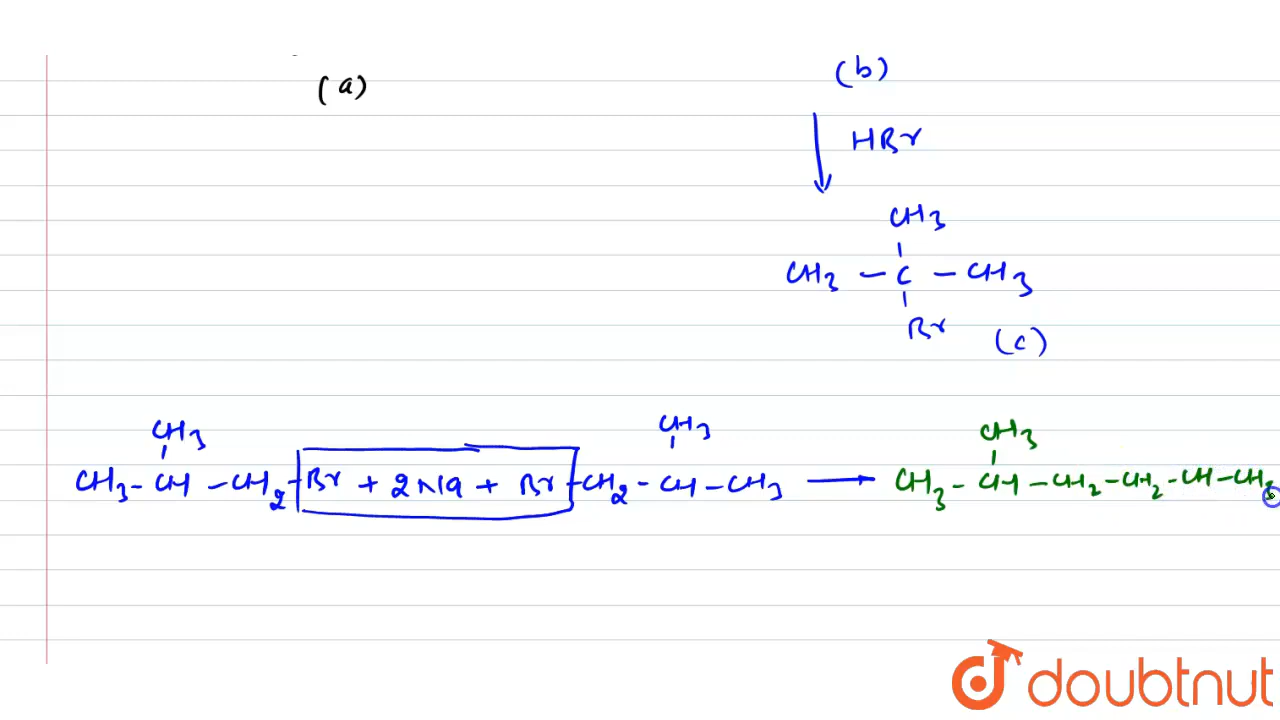 (a)
(b)
HBr
CH3
CH3 - C - CH3
Br
(c)
CH3
CH3
CH3
CH3 - CH - CH2 - Br + 2Na + Br - CH2 - CH - CH3 → CH3 - CH - CH2 - CH2 - CH - CH3
doubtnut